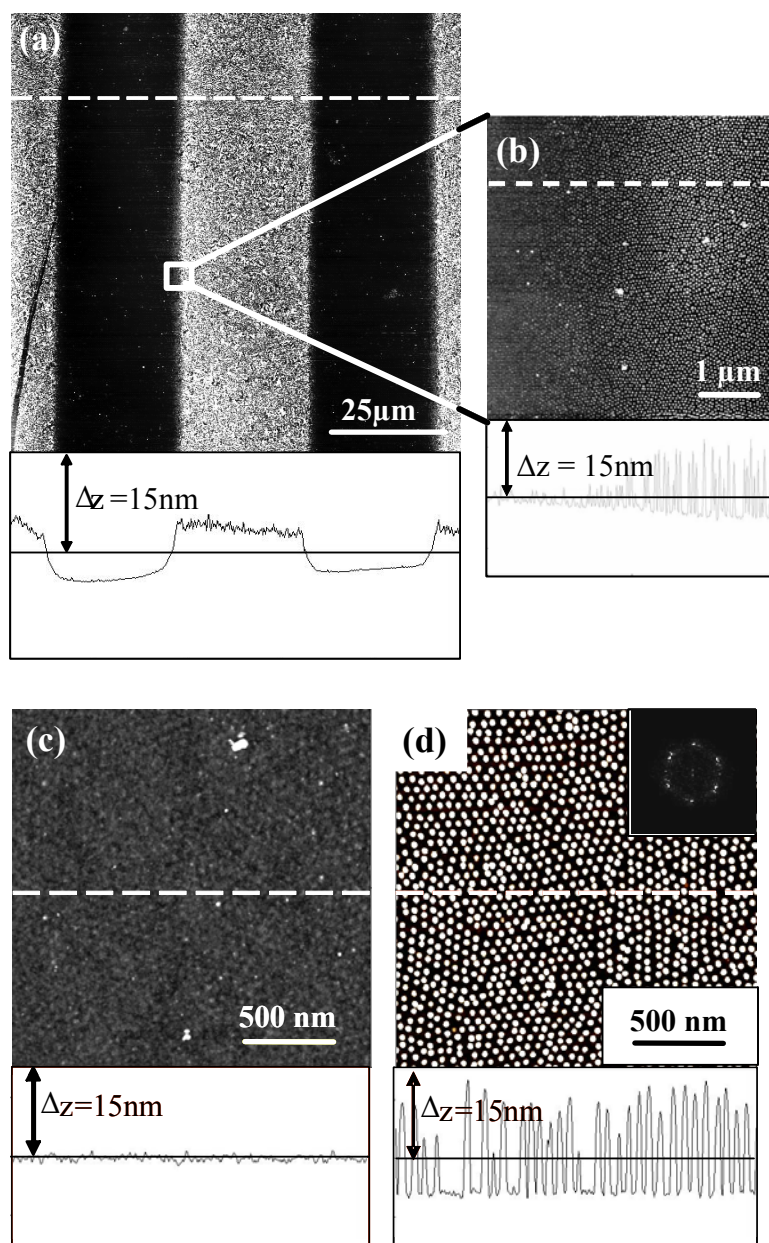 (a)
25µm
Δz =15nm
(b)
1 µm
Δz = 15nm
(c)
500 nm
Δz=15nm
(d)
500 nm
Δz=15nm